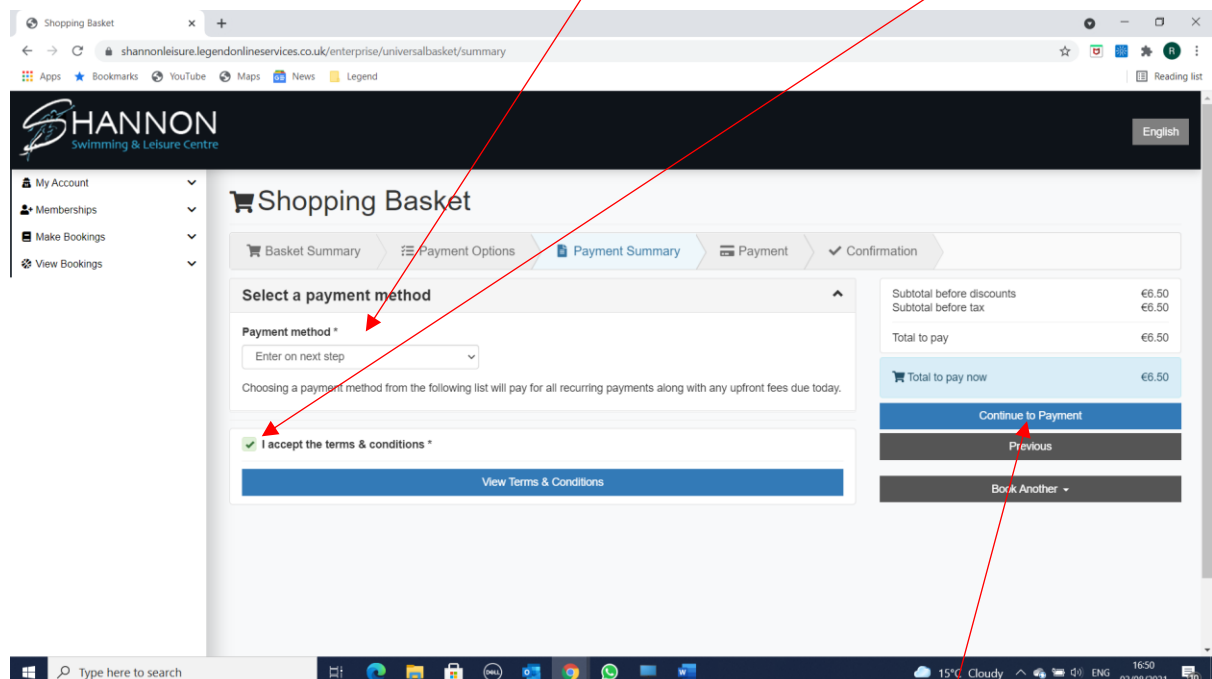 Shopping Basket
shannonleisure.legendonlineservices.co.uk/enterprise/universalbasket/summary
R
Apps Bookmarks YouTube Maps News Legend Reading list
SHANNON
Swimming & Leisure Centre
English
My Account
Memberships
Make Bookings
View Bookings
Shopping Basket
Basket Summary Payment Options Payment Summary Payment Confirmation
Select a payment method
Payment method *
Enter on next step
Choosing a payment method from the following list will pay for all recurring payments along with any upfront fees due today.
I accept the terms & conditions *
View Terms & Conditions
Subtotal before discounts €6.50
Subtotal before tax €6.50
Total to pay €6.50
Total to pay now €6.50
Continue to Payment
Previous
Book Another
Type here to search
DELL
15°C Cloudy ENG
16:50
02/08/2021